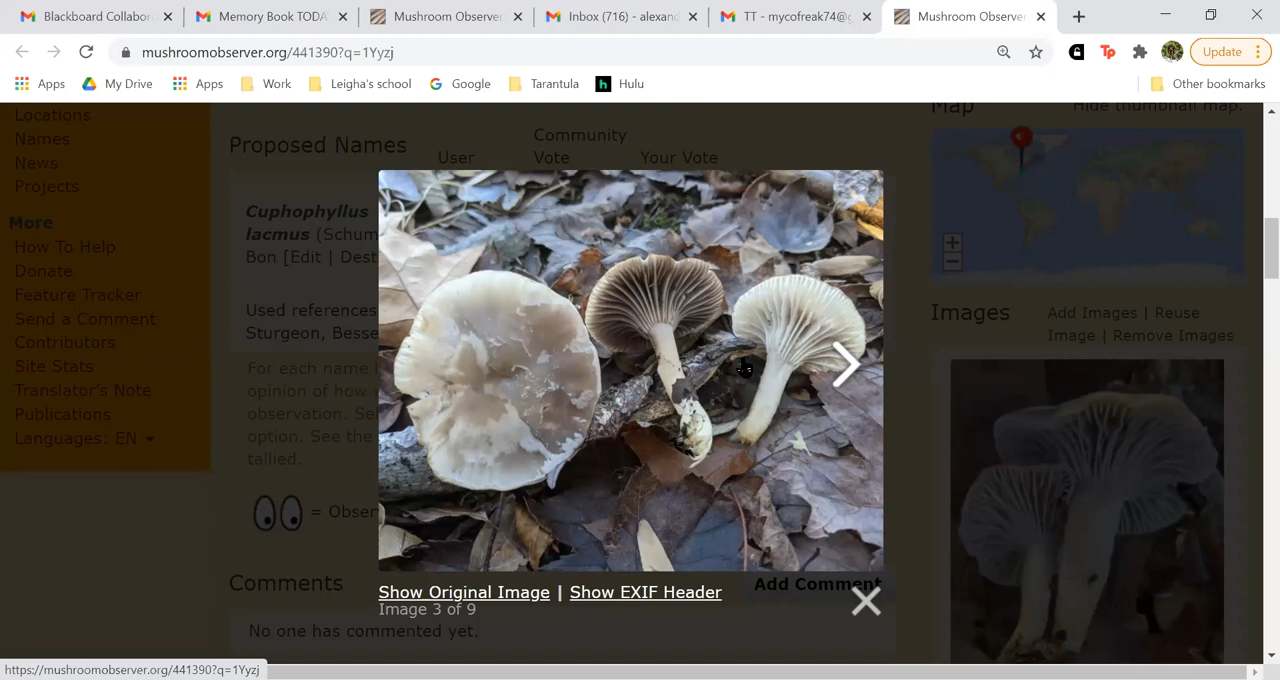 Blackboard Collabor
Memory Book TODA
Mushroom Observer
Inbox (716) - alexand
TT - mycofreak74@g
Mushroom Observe
mushroomobserver.org/441390?q=1Yyzj
Tp
Update
Apps
My Drive
Apps
Work
Leigha's school
Google
Tarantula
h
Hulu
Other bookmarks
Locations
Names
News
Projects
More
How To Help
Donate
Feature Tracker
Send a Comment
Contributors
Site Stats
Translator's Note
Publications
Languages: EN
Proposed Names
User
Community
Vote
Your Vote
Cuphophyllus
lacmus (Schum
Bon [Edit | Dest
Used references
Sturgeon, Besse
For each name
opinion of how
observation. Sel
option. See the
tallied.
= Obser
Show Original Image | Show EXIF Header
Image 3 of 9
Comments
Add Comment
No one has commented yet.
Map
Hide thumbnail map.
+
−
Images
Add Images | Reuse
Image | Remove Images
https://mushroomobserver.org/441390?q=1Yyzj